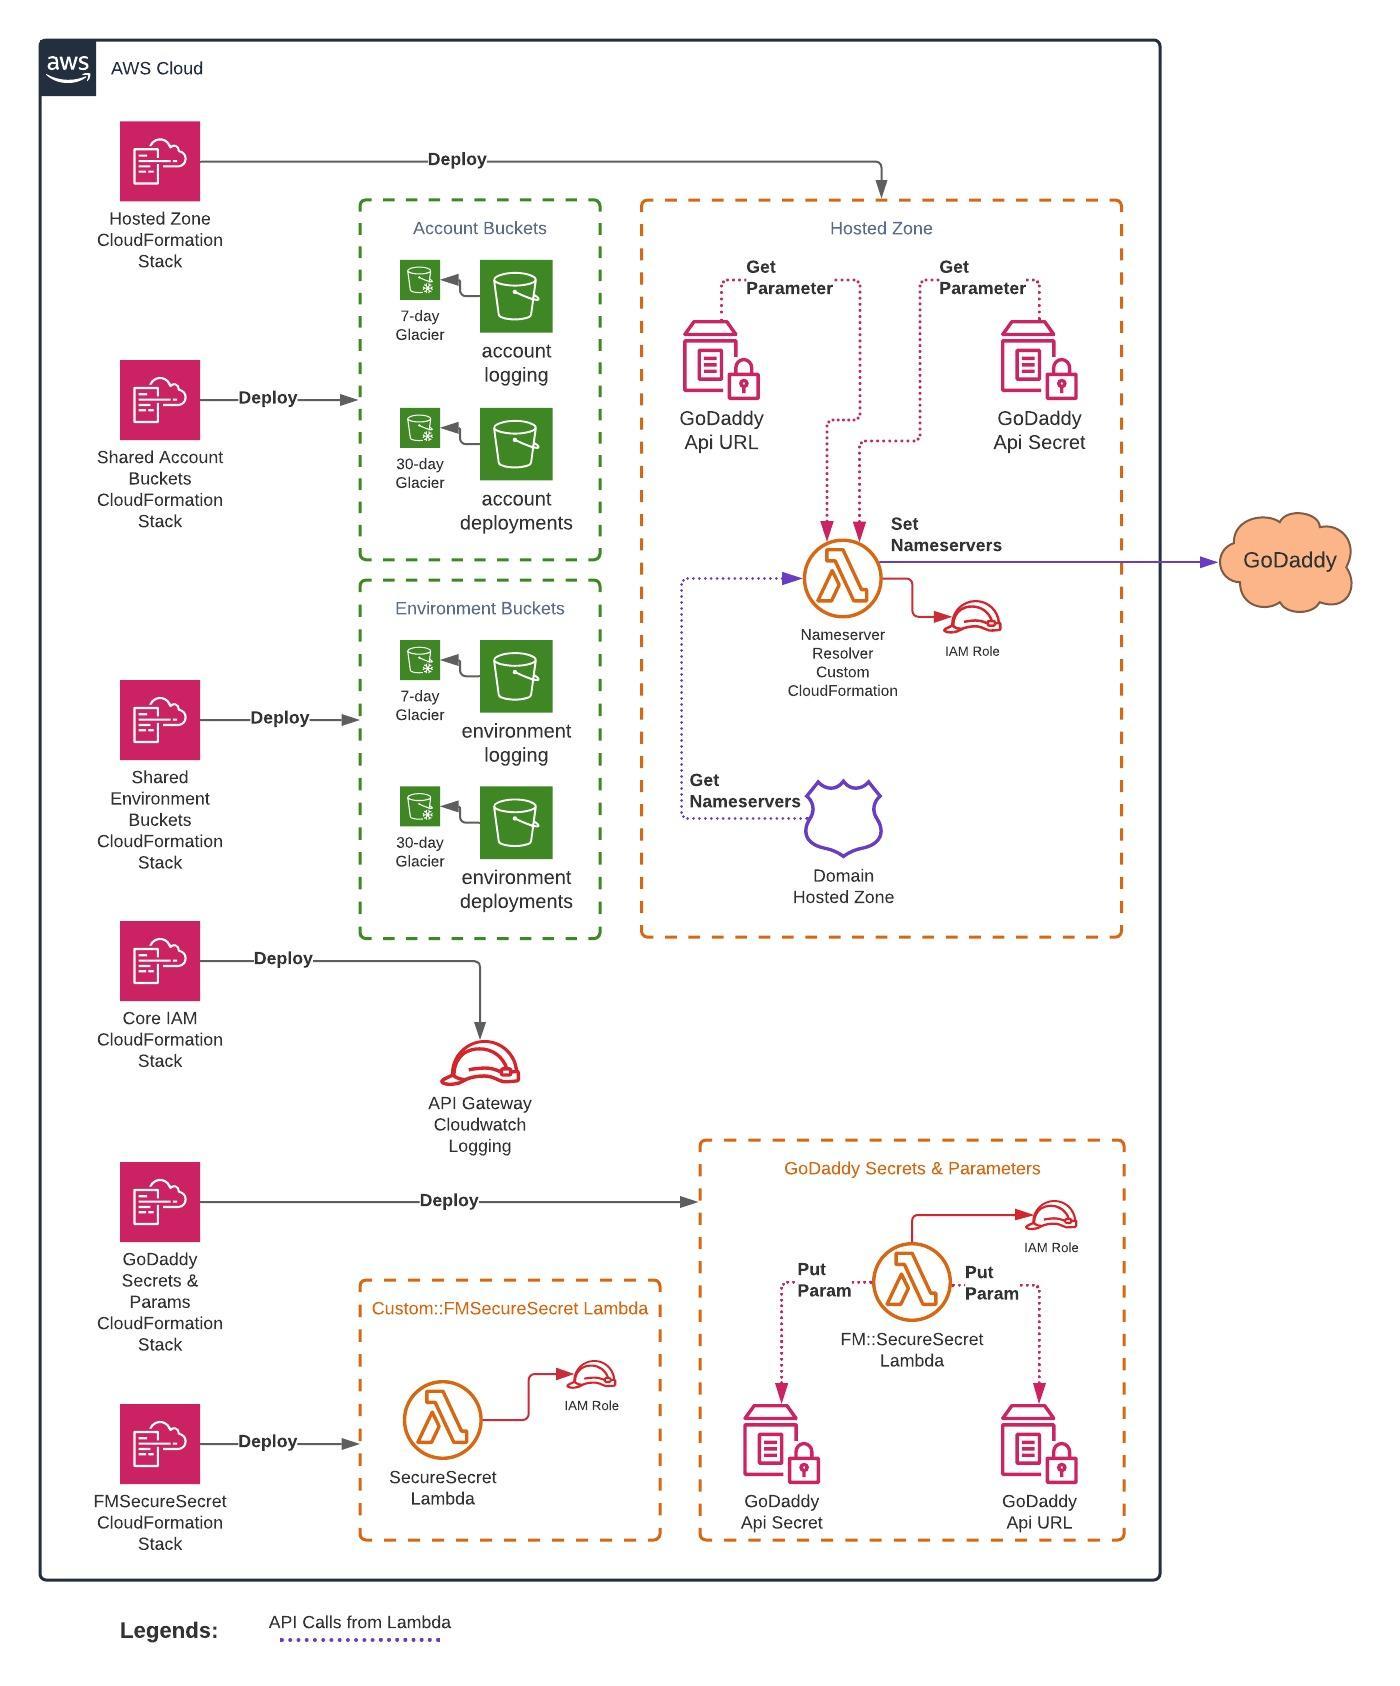 aws
AWS Cloud
Deploy
Hosted Zone
CloudFormation
Stack
Account Buckets
7-day
Glacier
account
logging
30-day
Glacier
account
deployments
Deploy
Shared Account
Buckets
CloudFormation
Stack
Hosted Zone
Get
Parameter
Get
Parameter
GoDaddy
Api URL
GoDaddy
Api Secret
Set
Nameservers
GoDaddy
Nameserver
Resolver
Custom
CloudFormation
IAM Role
Get
Nameservers
Domain
Hosted Zone
Environment Buckets
7-day
Glacier
environment
logging
30-day
Glacier
environment
deployments
Deploy
Shared
Environment
Buckets
CloudFormation
Stack
Deploy
Core IAM
CloudFormation
Stack
API Gateway
Cloudwatch
Logging
Deploy
GoDaddy
Secrets &
Params
CloudFormation
Stack
GoDaddy Secrets & Parameters
IAM Role
Put
Param
Put
Param
FM::SecureSecret
Lambda
GoDaddy
Api Secret
GoDaddy
Api URL
Custom::FMSecureSecret Lambda
IAM Role
SecureSecret
Lambda
Deploy
FMSecureSecret
CloudFormation
Stack
Legends:
API Calls from Lambda